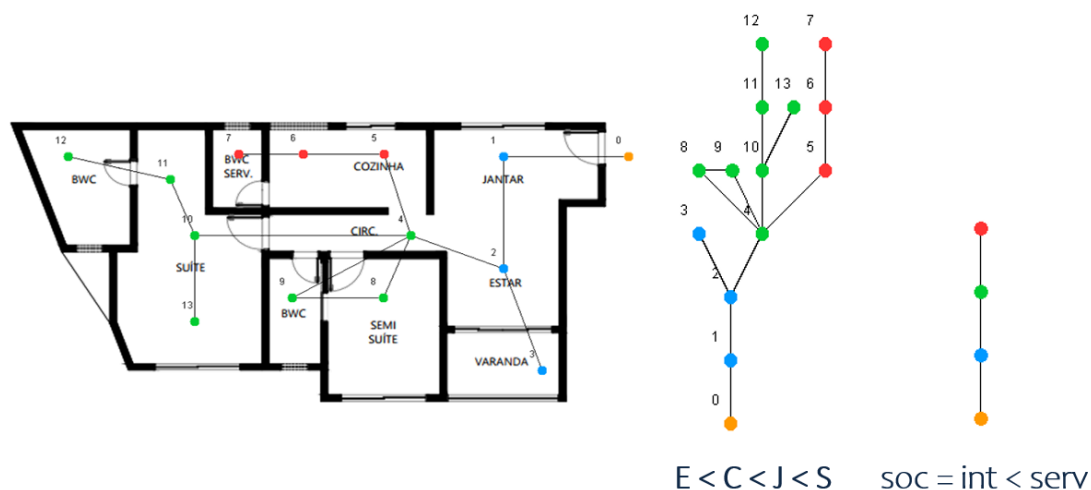 12
11
BWC
10
SUÍTE
13
7
BWC
SERV.
6
5
COZINHA
4
CIRC.
9
BWC
8
SEMI
SUÍTE
1
JANTAR
0
2
ESTAR
3
VARANDA
12
7
11
13
6
8
9
10
5
3
4
2
1
0
E < C < J < S
soc = int < serv